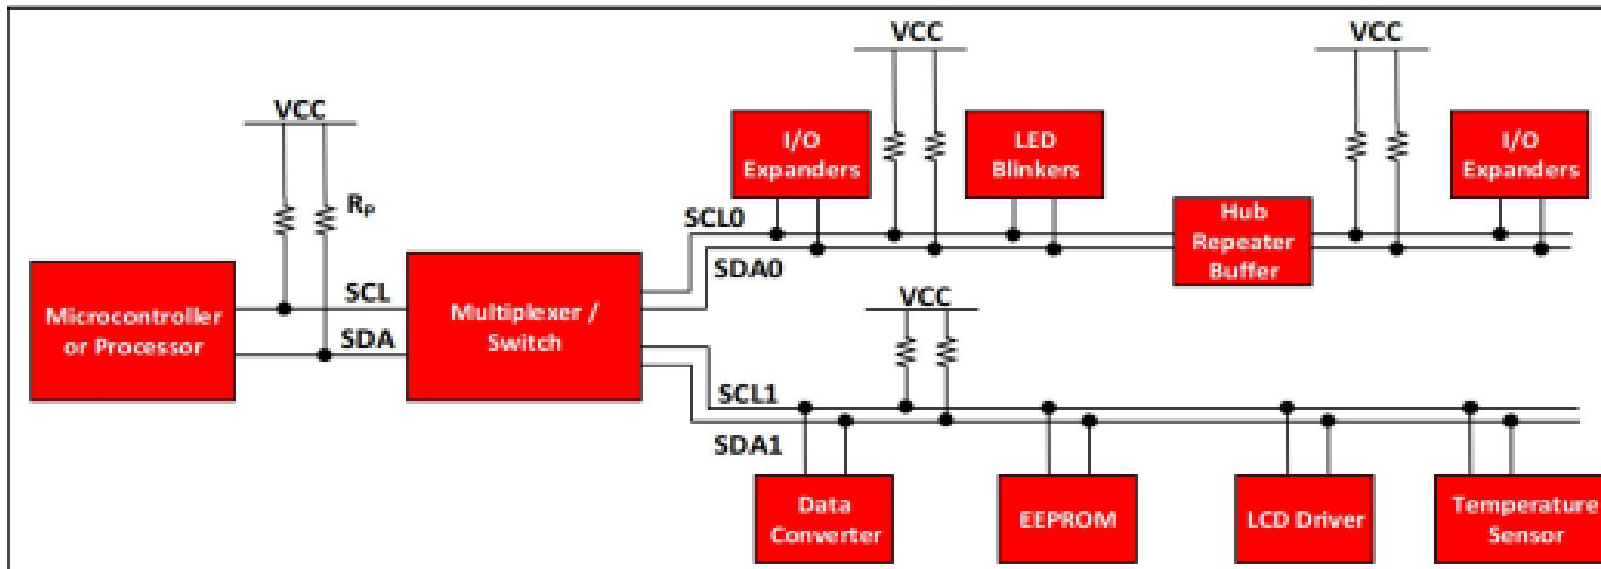 VCC
VCC
VCC
I/O
Expanders
LED
Blinkers
I/O
Expanders
RP
SCL0
Hub
Repeater
Buffer
SDA0
SCL
Microcontroller
or Processor
SDA
Multiplexer /
Switch
VCC
SCL1
SDA1
Data
Converter
EEPROM
LCD Driver
Temperature
Sensor